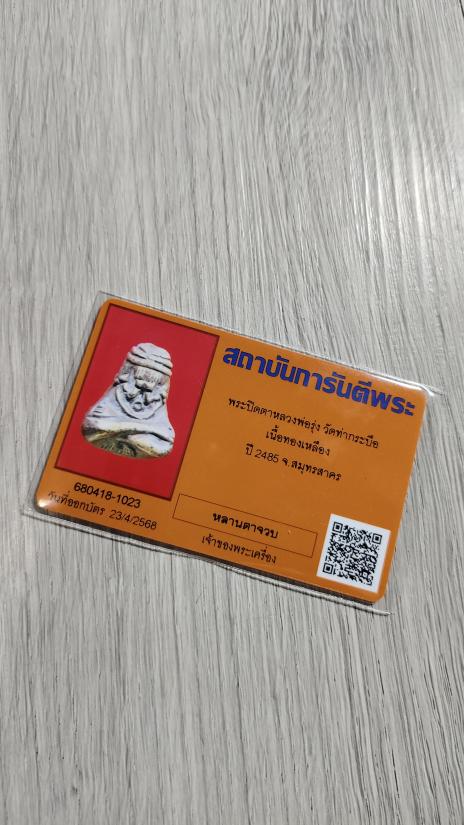 สถาบันการันตีพระ
พระปิดตาหลวงพ่อรุ่ง วัดท่ากระบือ
เนื้อทองเหลือง
ปี 2485 จ.สมุทรสาคร
680418-1023
วันที่ออกบัตร 23/4/2568
หลานตาจวบ
เจ้าของพระเครื่อง